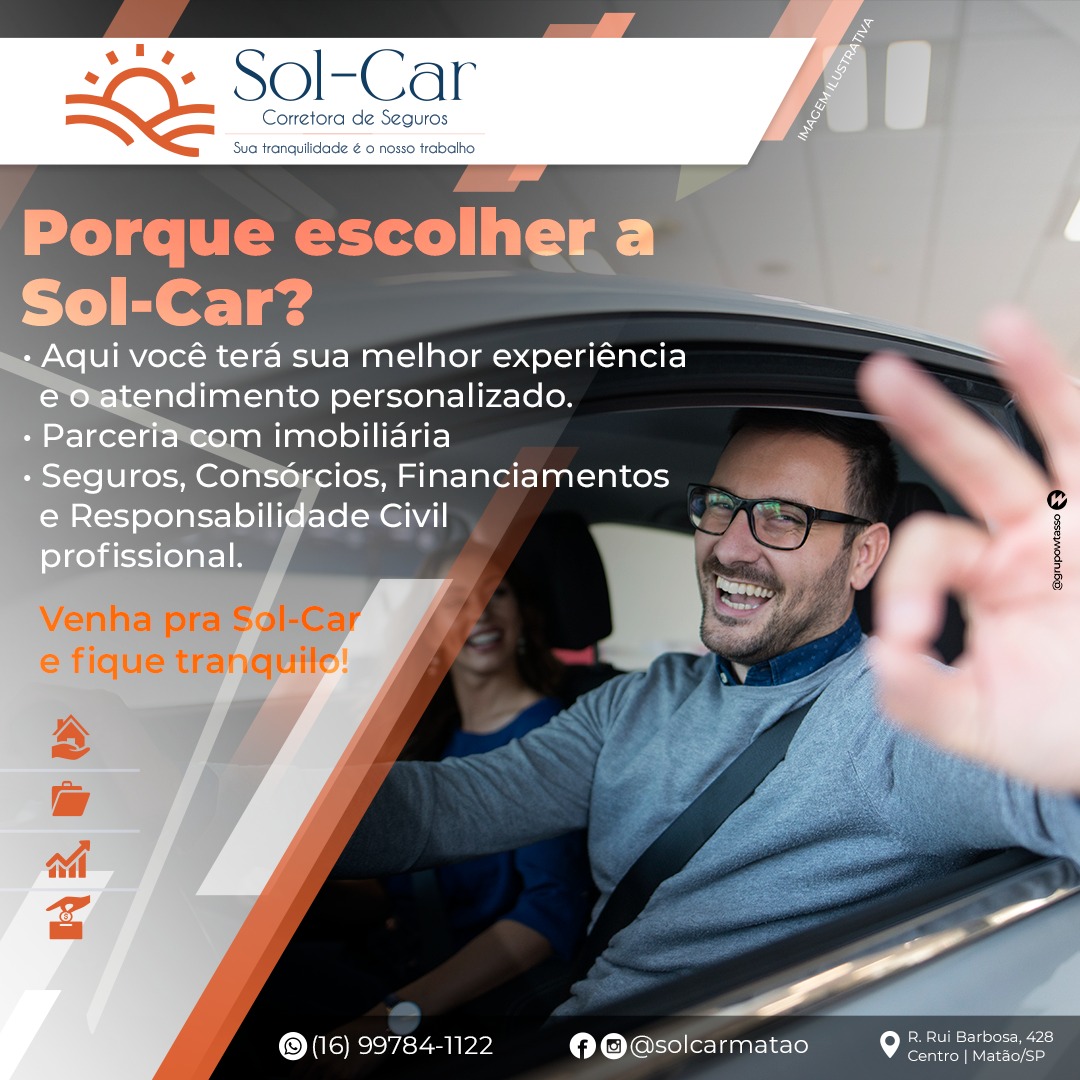 Sol-Car
Corretora de Seguros
Sua tranquilidade é o nosso trabalho
IMAGEM ILUSTRATIVA
Porque escolher a
Sol-Car?
• Aqui você terá sua melhor experiência
e o atendimento personalizado.
• Parceria com imobiliária
• Seguros, Consórcios, Financiamentos
e Responsabilidade Civil
profissional.
Venha pra Sol-Car
e fique tranquilo!
@grupowtasso
(16) 99784-1122
@solcarmatao
R. Rui Barbosa, 428
Centro | Matão/SP